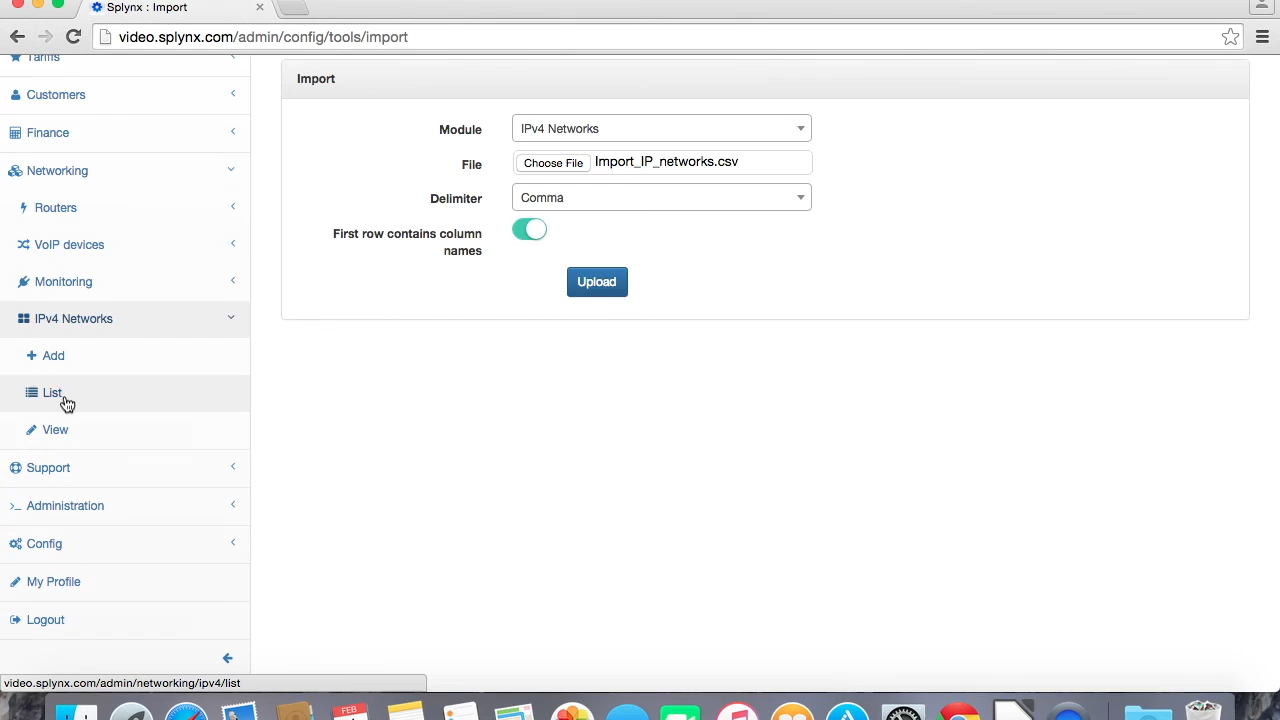 Splynx : Import
video.splynx.com/admin/config/tools/import
Tariffs
Customers
Finance
Networking
Routers
VoIP devices
Monitoring
IPv4 Networks
Add
List
View
Support
Administration
Config
My Profile
Logout
Import
Module
IPv4 Networks
File
Choose File Import_IP_networks.csv
Delimiter
Comma
First row contains column
names
Upload
video.splynx.com/admin/networking/ipv4/list
FEB